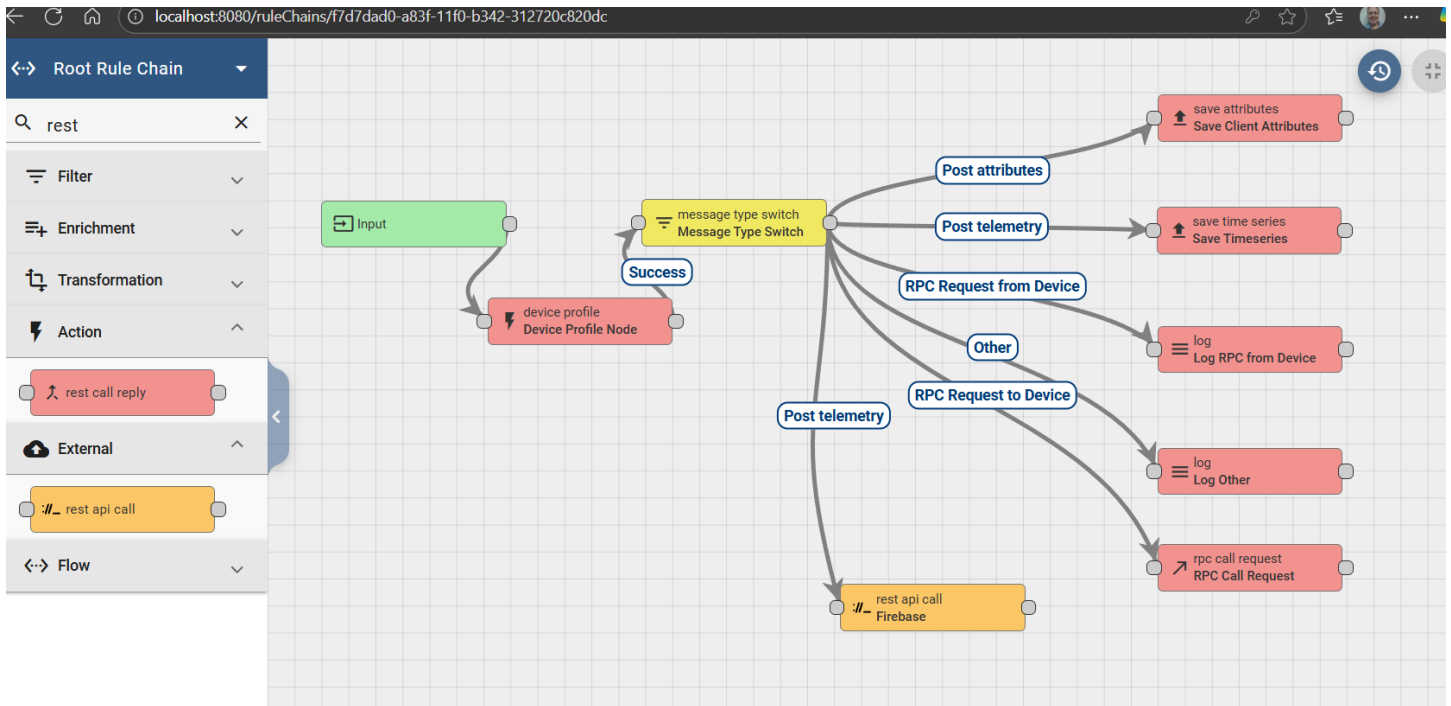 localhost:8080/ruleChains/f7d7dad0-a83f-11f0-b342-312720c820dc
Root Rule Chain
rest
Filter
Enrichment
Transformation
Action
rest call reply
External
rest api call
Flow
Input
Success
device profile
Device Profile Node
message type switch
Message Type Switch
Post attributes
Post telemetry
RPC Request from Device
Other
RPC Request to Device
Post telemetry
save attributes
Save Client Attributes
save time series
Save Timeseries
log
Log RPC from Device
log
Log Other
rpc call request
RPC Call Request
rest api call
Firebase